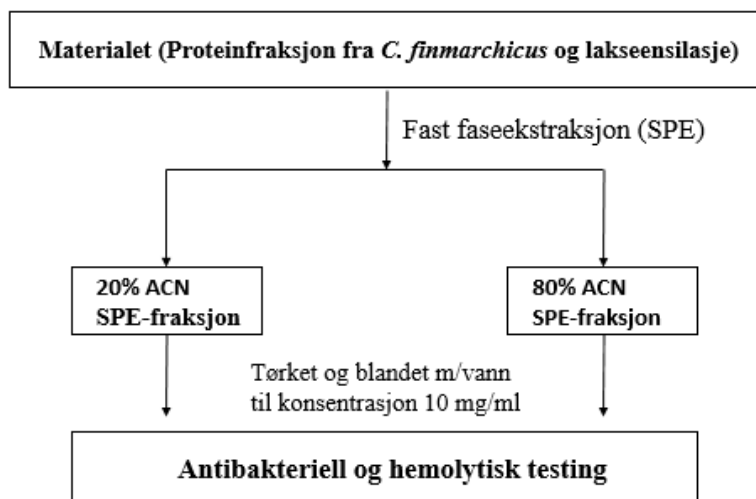 Materialet (Proteinfraksjon fra C. finmarchicus og lakseensilasje)
Fast faseekstraksjon (SPE)
20% ACN
SPE-fraksjon
80% ACN
SPE-fraksjon
Tørket og blandet m/vann
til konsentrasjon 10 mg/ml
Antibakteriell og hemolytisk testing